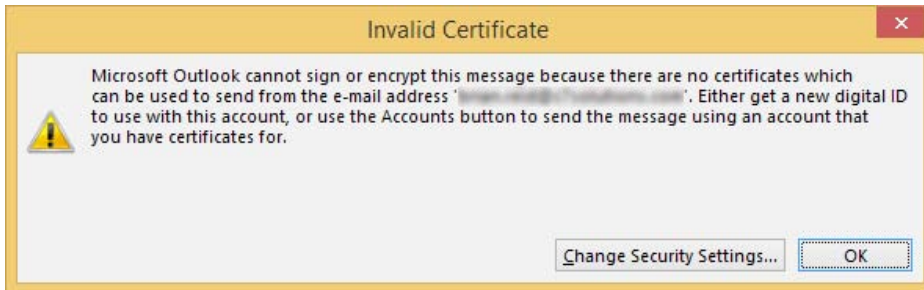 Invalid Certificate
Microsoft Outlook cannot sign or encrypt this message because there are no certificates which
can be used to send from the e-mail address ' '. Either get a new digital ID
to use with this account, or use the Accounts button to send the message using an account that
you have certificates for.
Change Security Settings... OK